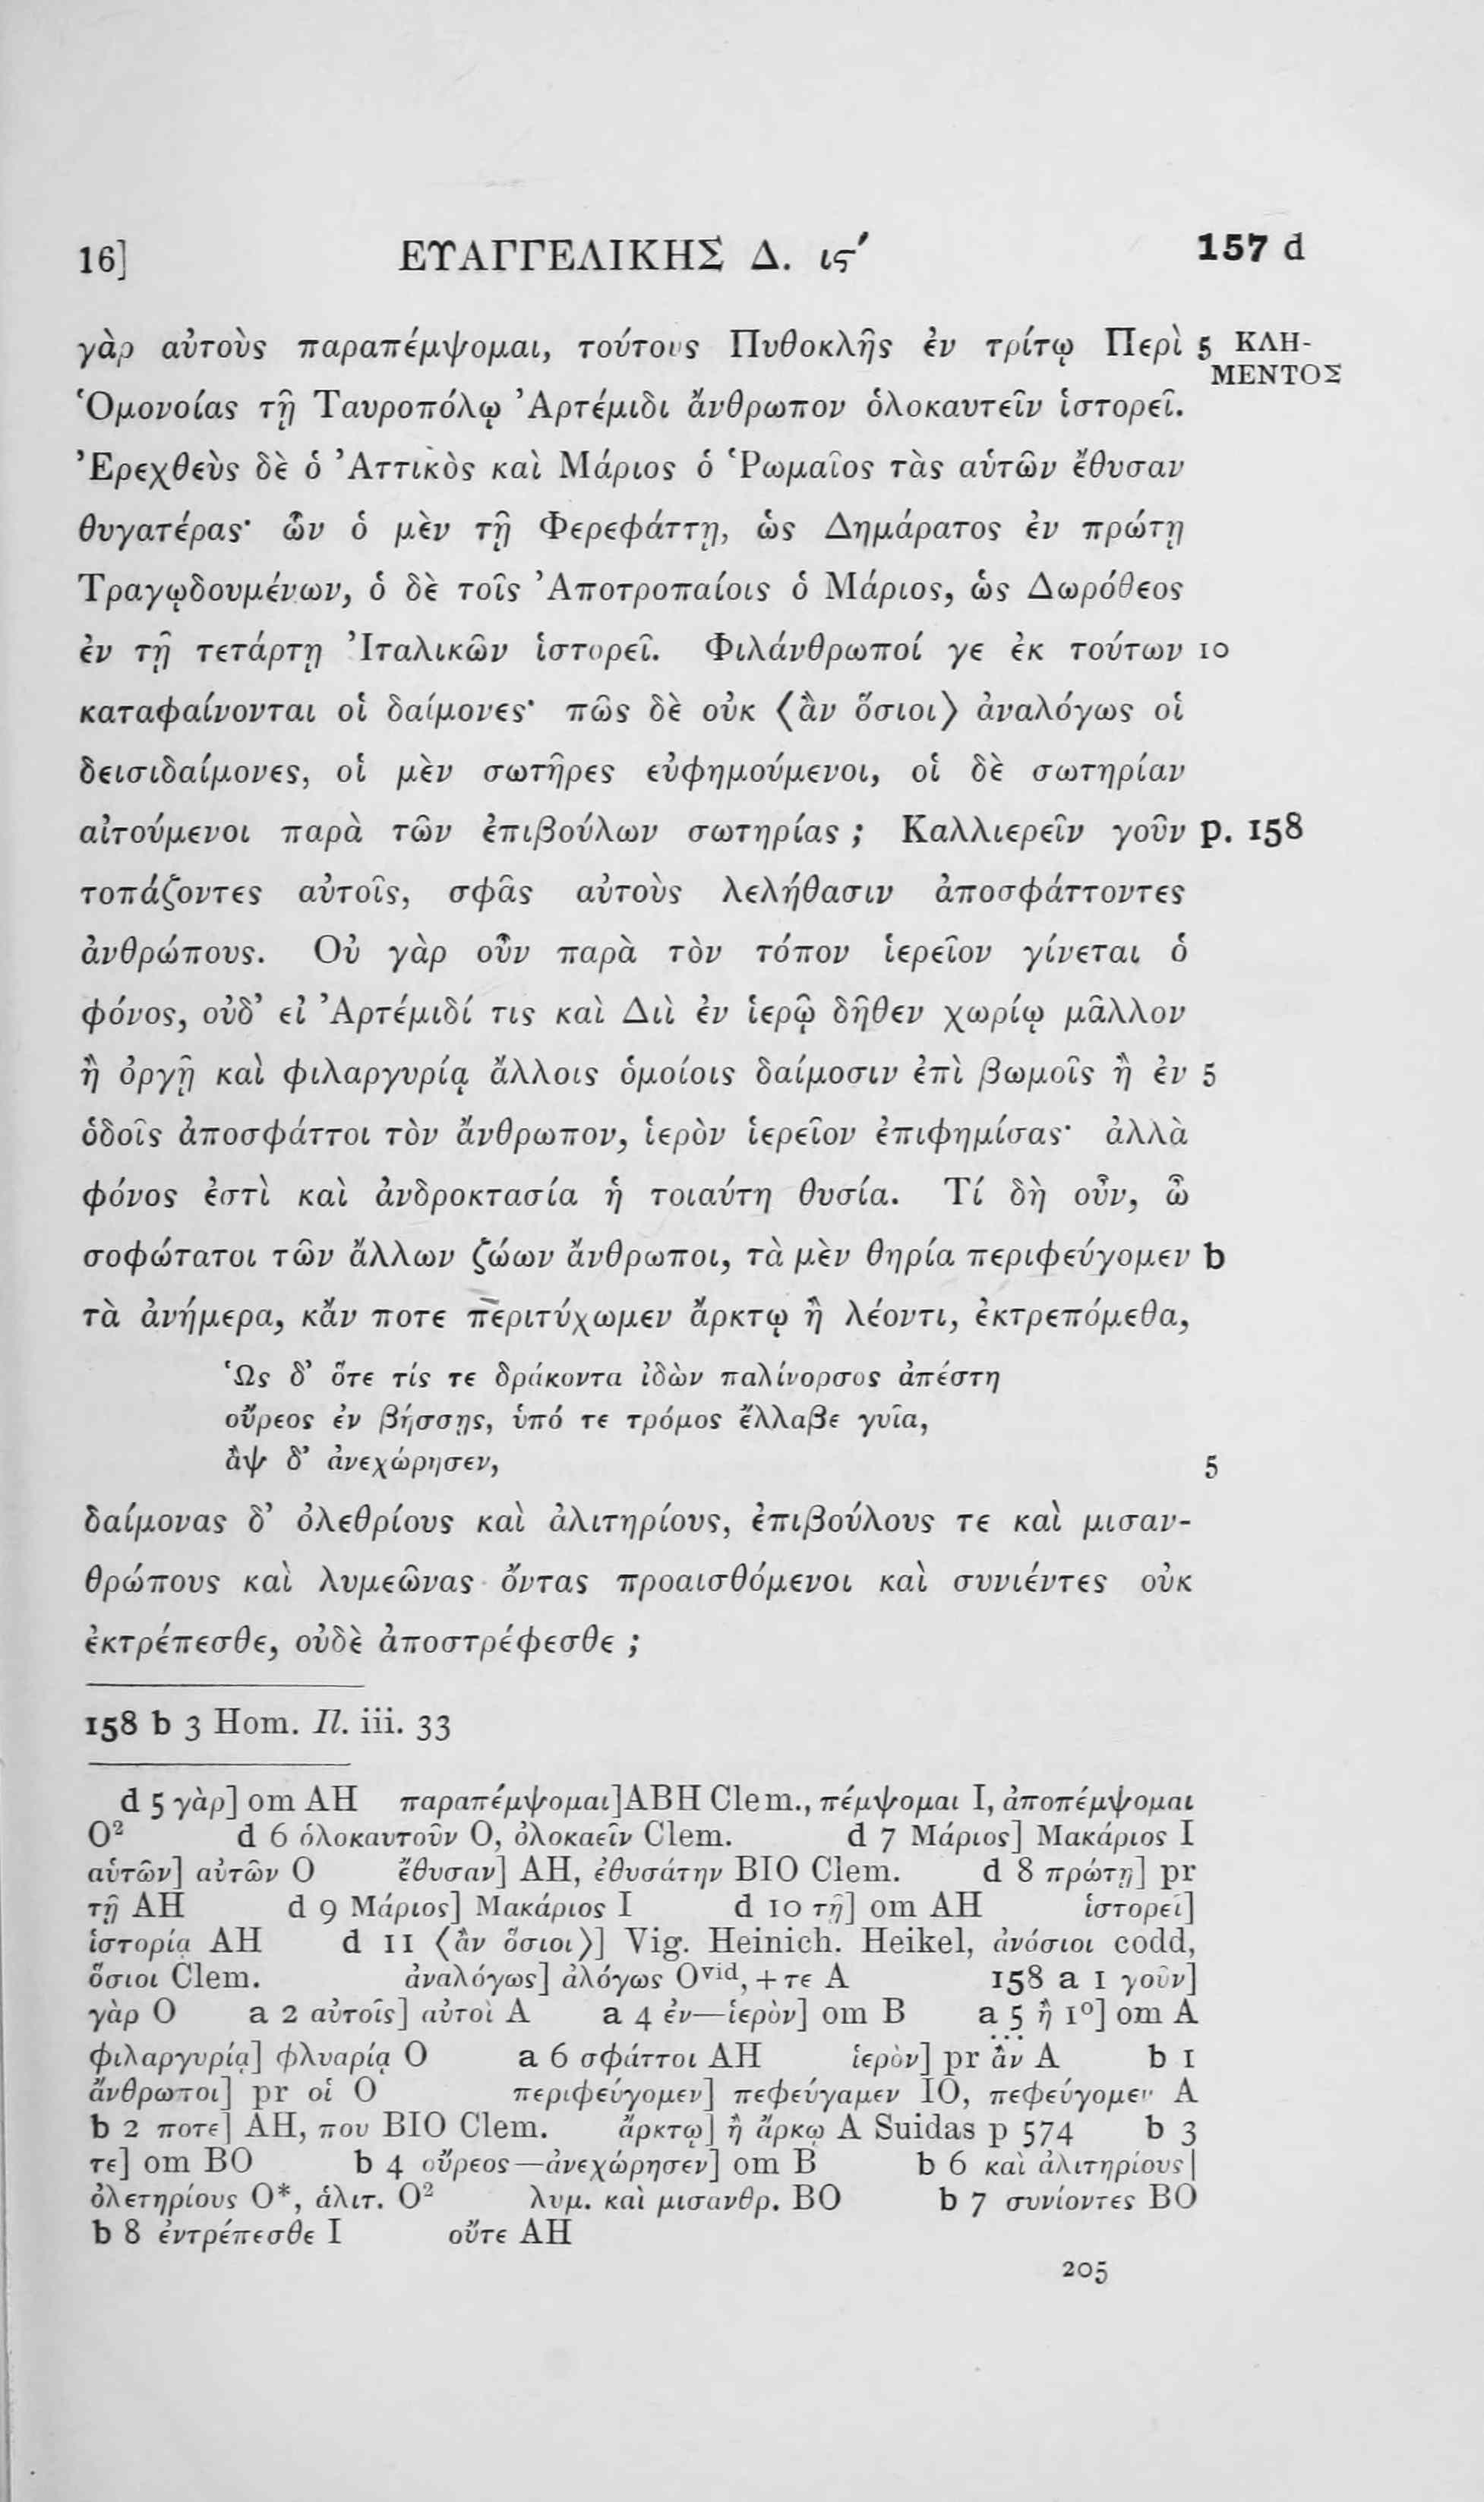 16] ΕΥΑΓΓΕΛΙΚΗΣ Δ. ιϛʹ 157 d
γὰρ αὐτοὺς παραπέμψομαι, τούτους Πυθοκλῆς ἐν τρίτῳ Περὶ 5 ΚΛΗ-
ΜΕΝΤΟΣ
Ὁμονοίας τῇ Ταυροπόλῳ Ἀρτέμιδι ἄνθρωπον ὁλοκαυτεῖν ἱστορεῖ.
Ἐρεχθεὺς δὲ ὁ Ἀττικὸς καὶ Μάριος ὁ Ῥωμαῖος τὰς αὑτῶν ἔθυσαν
θυγατέρας· ὧν ὁ μὲν τῇ Φερεφάττῃ, ὡς Δημάρατος ἐν πρώτῃ
Τραγῳδουμένων, ὁ δὲ τοῖς Ἀποτροπαίοις ὁ Μάριος, ὡς Δωρόθεος
ἐν τῇ τετάρτῃ Ἰταλικῶν ἱστορεῖ. Φιλάνθρωποί γε ἐκ τούτων 10
καταφαίνονται οἱ δαίμονες· πῶς δὲ οὐκ ⟨ἂν ὅσιοι⟩ ἀναλόγως οἱ
δεισιδαίμονες, οἱ μὲν σωτῆρες εὐφημούμενοι, οἱ δὲ σωτηρίαν
αἰτούμενοι παρὰ τῶν ἐπιβούλων σωτηρίας ; Καλλιερεῖν γοῦν p. 158
τοπάζοντες αὐτοῖς, σφᾶς αὐτοὺς λελήθασιν ἀποσφάττοντες
ἀνθρώπους. Οὐ γὰρ οὖν παρὰ τὸν τόπον ἱερεῖον γίνεται ὁ
φόνος, οὐδ’ εἰ Ἀρτέμιδί τις καὶ Διὶ ἐν ἱερῷ δῆθεν χωρίῳ μᾶλλον
ἢ ὀργῇ καὶ φιλαργυρίᾳ ἄλλοις ὁμοίοις δαίμοσιν ἐπὶ βωμοῖς ἢ ἐν 5
ὁδοῖς ἀποσφάττοι τὸν ἄνθρωπον, ἱερὸν ἱερεῖον ἐπιφημίσας· ἀλλὰ
φόνος ἐστὶ καὶ ἀνδροκτασία ἡ τοιαύτη θυσία. Τί δὴ οὖν, ὦ
σοφώτατοι τῶν ἄλλων ζώων ἄνθρωποι, τὰ μὲν θηρία περιφεύγομεν b
τὰ ἀνήμερα, κἄν ποτε περιτύχωμεν ἄρκτῳ ἢ λέοντι, ἐκτρεπόμεθα,
Ὡς δ’ ὅτε τίς τε δράκοντα ἰδὼν παλίνορσος ἀπέστη
οὔρεος ἐν βήσσῃς, ὑπό τε τρόμος ἔλλαβε γυῖα,
ἂψ δ’ ἀνεχώρησεν, 5
δαίμονας δ’ ὀλεθρίους καὶ ἀλιτηρίους, ἐπιβούλους τε καὶ μισαν-
θρώπους καὶ λυμεῶνας ὄντας προαισθόμενοι καὶ συνιέντες οὐκ
ἐκτρέπεσθε, οὐδὲ ἀποστρέφεσθε ;
158 b 3 Hom. Il. iii. 33
d 5 γὰρ] om AH παραπέμψομαι]ABH Clem., πέμψομαι I, ἀποπέμψομαι
O² d 6 ὁλοκαυτοῦν O, ὁλοκαεῖν Clem. d 7 Μάριος] Μακάριος I
αὑτῶν] αὐτῶν O ἔθυσαν] AH, ἐθυσάτην BIO Clem. d 8 πρώτῃ] pr
τῇ AH d 9 Μάριος] Μακάριος I d 10 τῇ] om AH ἱστορεῖ]
ἱστορίᾳ AH d 11 ⟨ἂν ὅσιοι⟩] Vig. Heinich. Heikel, ἀνόσιοι codd,
ὅσιοι Clem. ἀναλόγως] ἀλόγως Oᵛⁱᵈ, + τε A 158 a 1 γοῦν]
γὰρ O a 2 αὐτοῖς] αὐτοὶ A a 4 ἐν—ἱερὸν] om B a 5 ἢ 1º] om A
φιλαργυρίᾳ] φλυαρίᾳ O a 6 σφάττοι AH ἱερὸν] pr ἂν A b 1
ἄνθρωποι] pr οἱ O περιφεύγομεν] πεφεύγαμεν IO, πεφεύγομεν A
b 2 ποτε] AH, που BIO Clem. ἄρκτῳ] ἢ ἄρκῳ A Suidas p 574 b 3
τε] om BO b 4 οὔρεος—ἀνεχώρησεν] om B b 6 καὶ ἀλιτηρίους]
ὀλετηρίους O*, ἁλιτ. O² λυμ. καὶ μισανθρ. BO b 7 συνίοντες BO
b 8 ἐντρέπεσθε I οὔτε AH
205